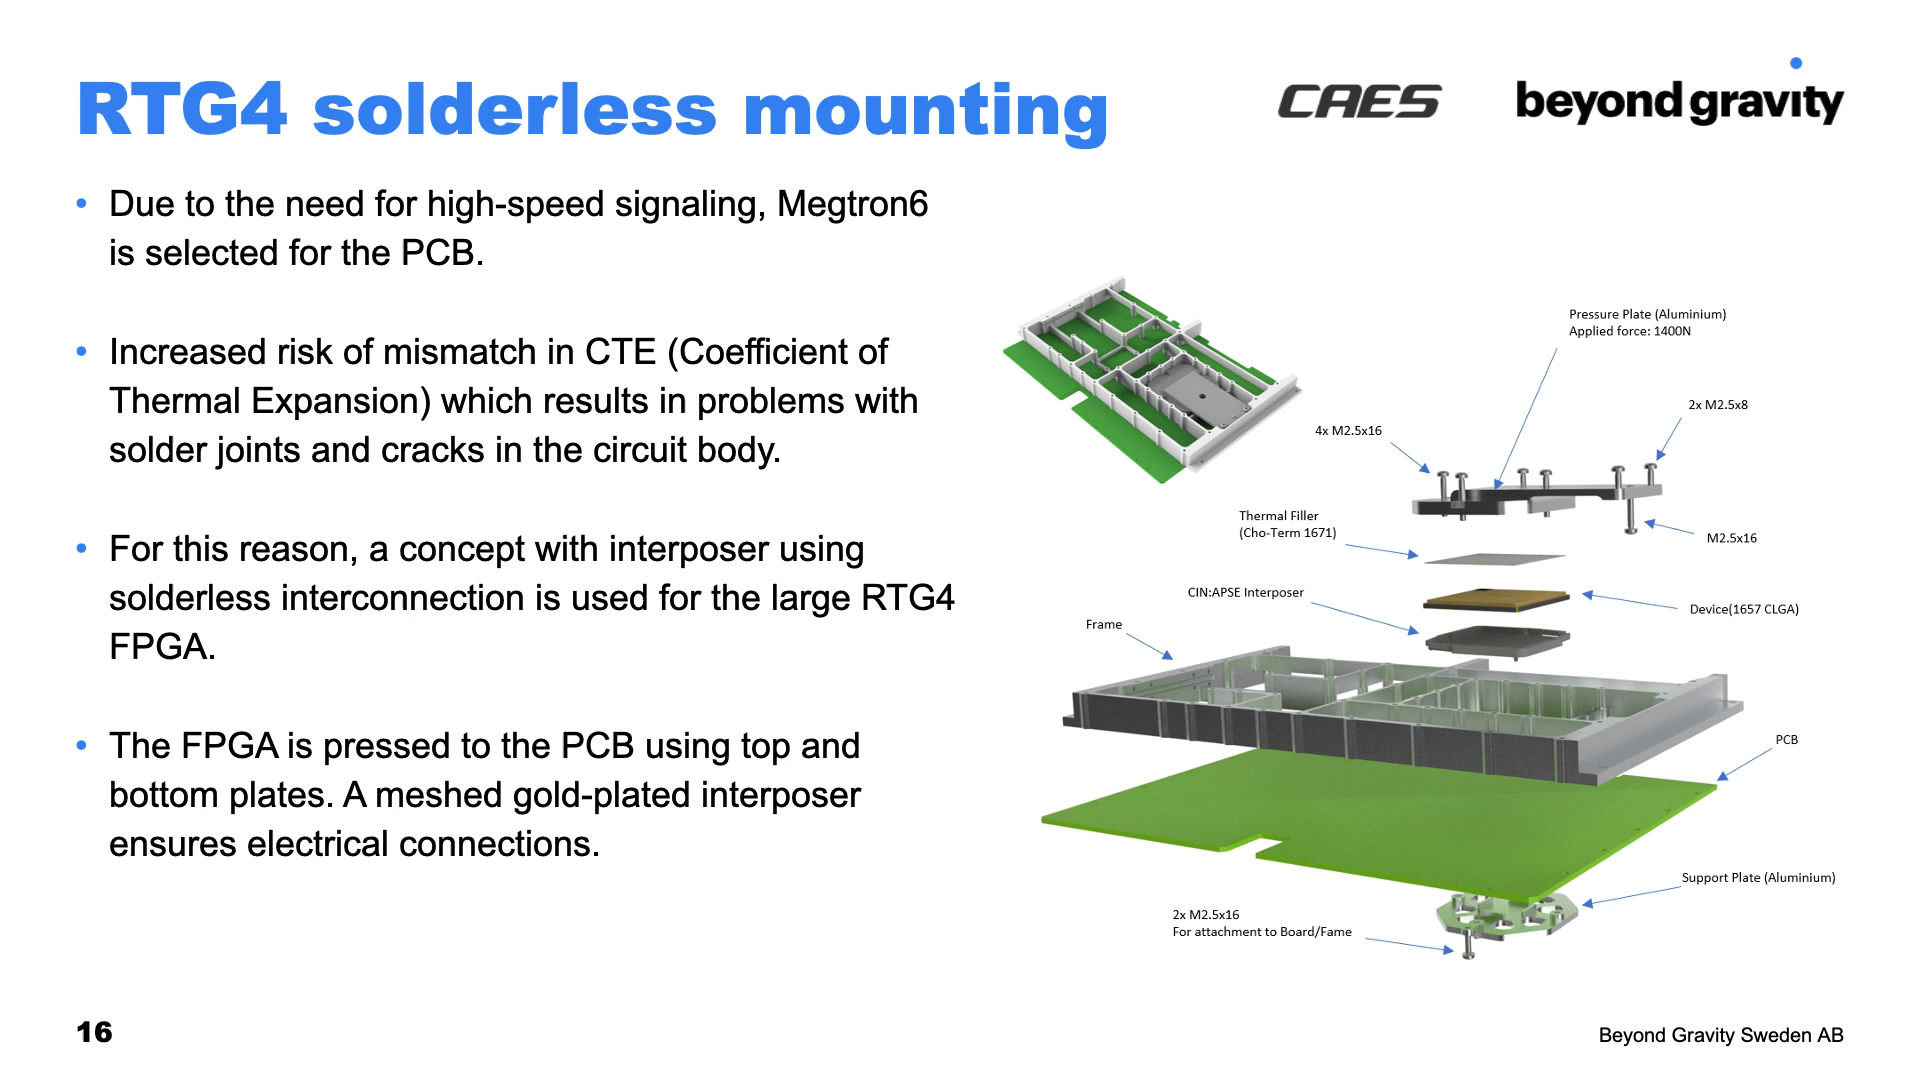 RTG4 solderless mounting
CAES
beyond gravity
• Due to the need for high-speed signaling, Megtron6
is selected for the PCB.
• Increased risk of mismatch in CTE (Coefficient of
Thermal Expansion) which results in problems with
solder joints and cracks in the circuit body.
• For this reason, a concept with interposer using
solderless interconnection is used for the large RTG4
FPGA.
• The FPGA is pressed to the PCB using top and
bottom plates. A meshed gold-plated interposer
ensures electrical connections.
Pressure Plate (Aluminium)
Applied force: 1400N
2x M2.5x8
4x M2.5x16
Thermal Filler
(Cho-Term 1671)
M2.5x16
CIN:APSE Interposer
Device(1657 CLGA)
Frame
PCB
Support Plate (Aluminium)
2x M2.5x16
For attachment to Board/Fame
16
Beyond Gravity Sweden AB